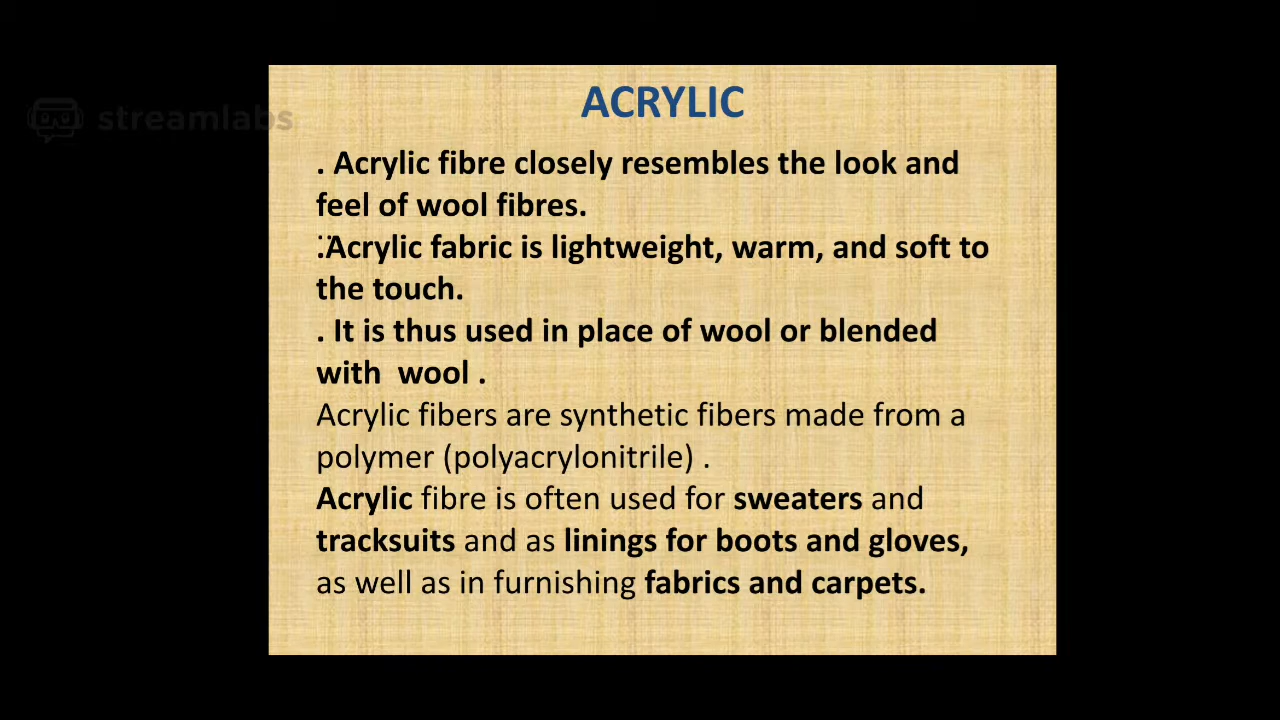 streamlabs
ACRYLIC
. Acrylic fibre closely resembles the look and
feel of wool fibres.
.̈Acrylic fabric is lightweight, warm, and soft to
the touch.
. It is thus used in place of wool or blended
with  wool .
Acrylic fibers are synthetic fibers made from a
polymer (polyacrylonitrile) .
Acrylic fibre is often used for sweaters and
tracksuits and as linings for boots and gloves,
as well as in furnishing fabrics and carpets.